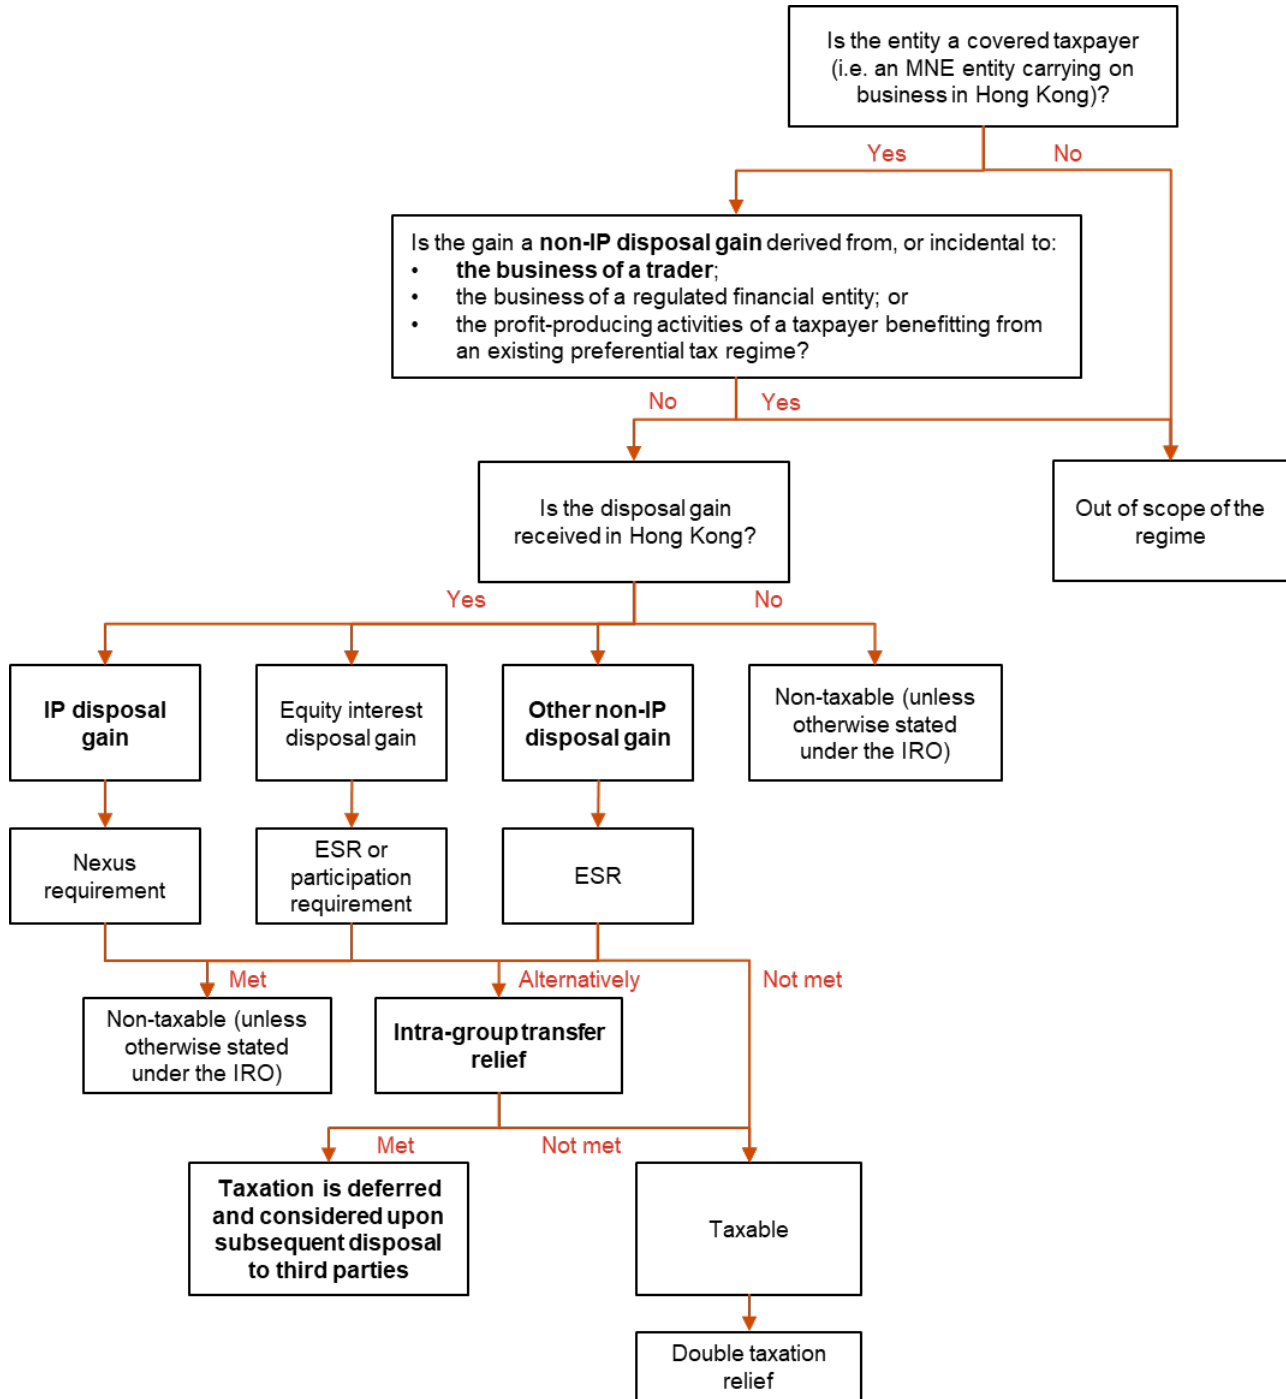 Is the entity a covered taxpayer
(i.e. an MNE entity carrying on
business in Hong Kong)?
Yes
No
Is the gain a non-IP disposal gain derived from, or incidental to:
• the business of a trader;
• the business of a regulated financial entity; or
• the profit-producing activities of a taxpayer benefitting from
an existing preferential tax regime?
No
Yes
Is the disposal gain
received in Hong Kong?
Out of scope of the
regime
Yes
No
IP disposal
gain
Equity interest
disposal gain
Other non-IP
disposal gain
Non-taxable (unless
otherwise stated
under the IRO)
Nexus
requirement
ESR or
participation
requirement
ESR
Met
Alternatively
Not met
Non-taxable (unless
otherwise stated
under the IRO)
Intra-group transfer
relief
Met
Not met
Taxation is deferred
and considered upon
subsequent disposal
to third parties
Taxable
Double taxation
relief